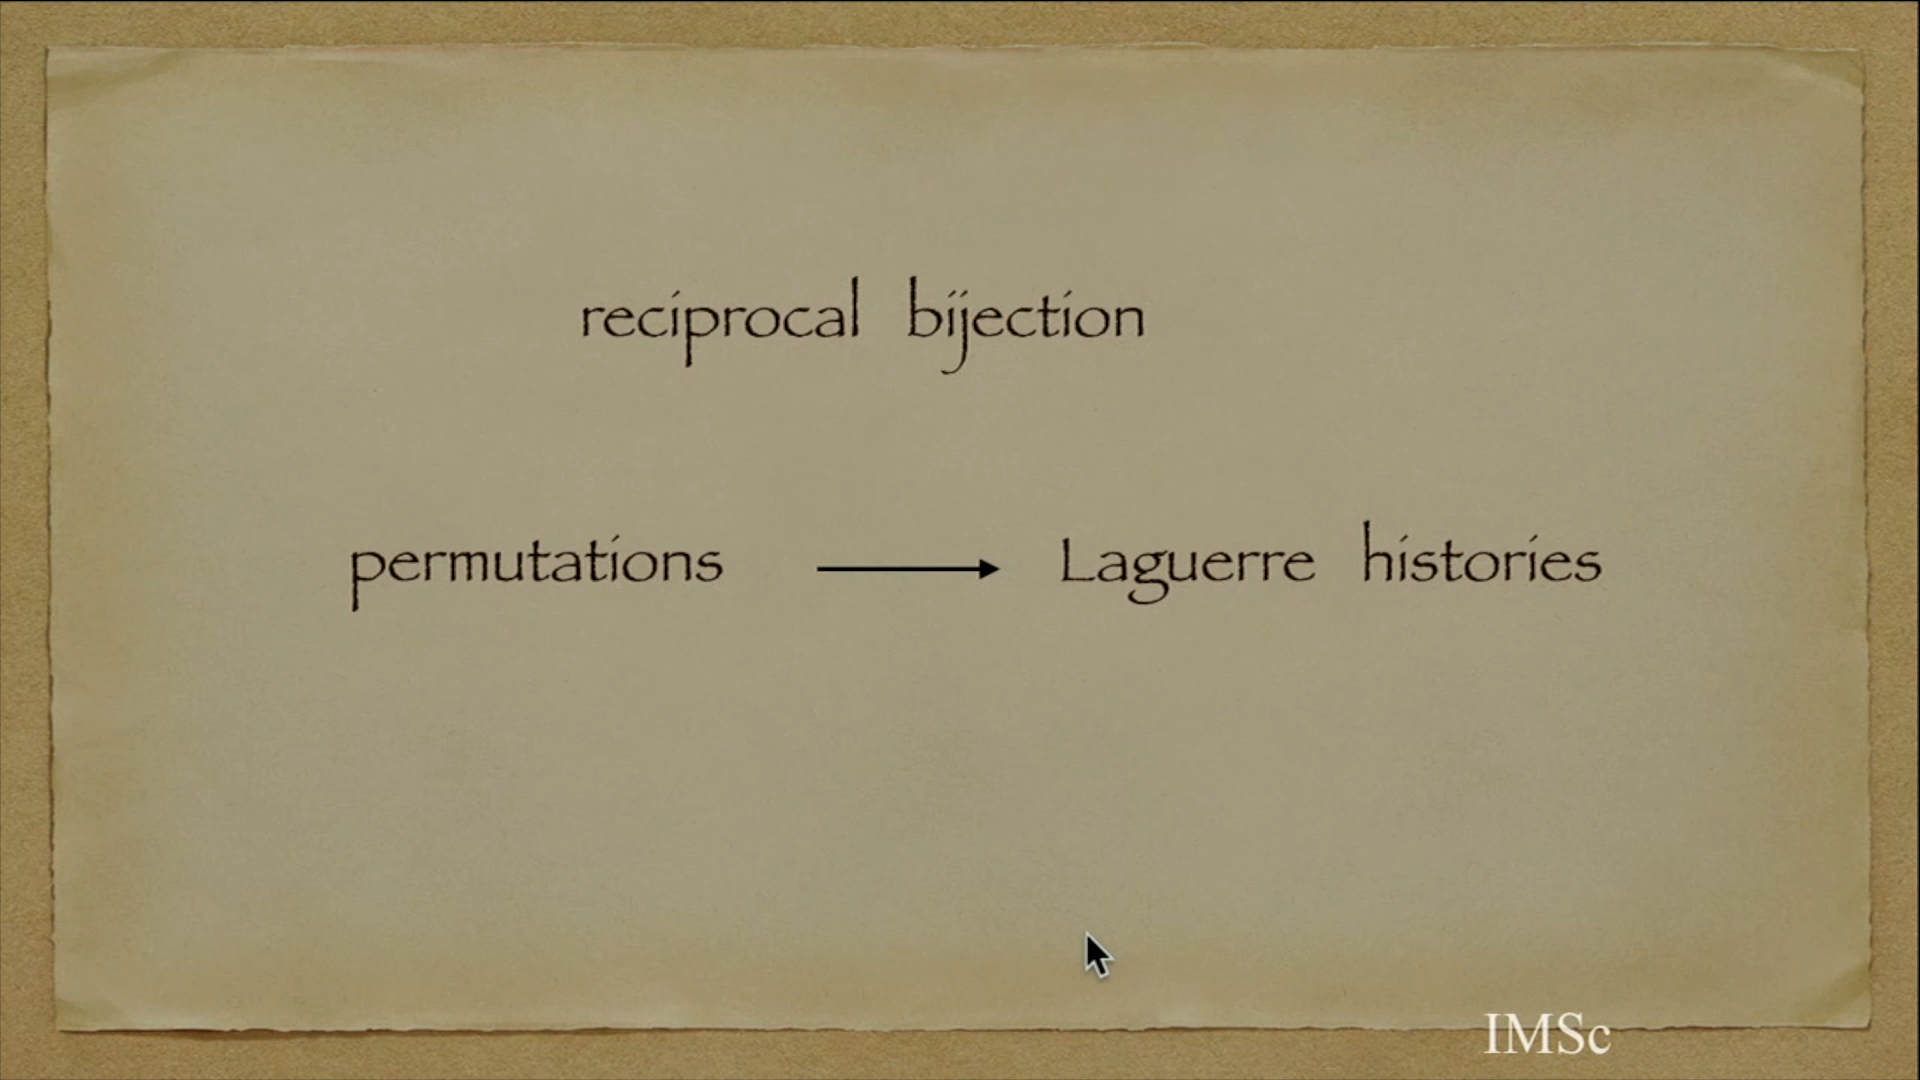 reciprocal bijection
permutations → Laguerre histories
IMSc